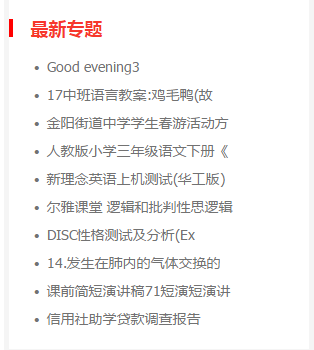 最新专题
Good evening3
17中班语言教案:鸡毛鸭(故
金阳街道中学学生春游活动方
人教版小学三年级语文下册《
新理念英语上机测试(华工版)
尔雅课堂 逻辑和批判性思逻辑
DISC性格测试及分析(Ex
14.发生在肺内的气体交换的
课前简短演讲稿71短演短演讲
信用社助学贷款调查报告